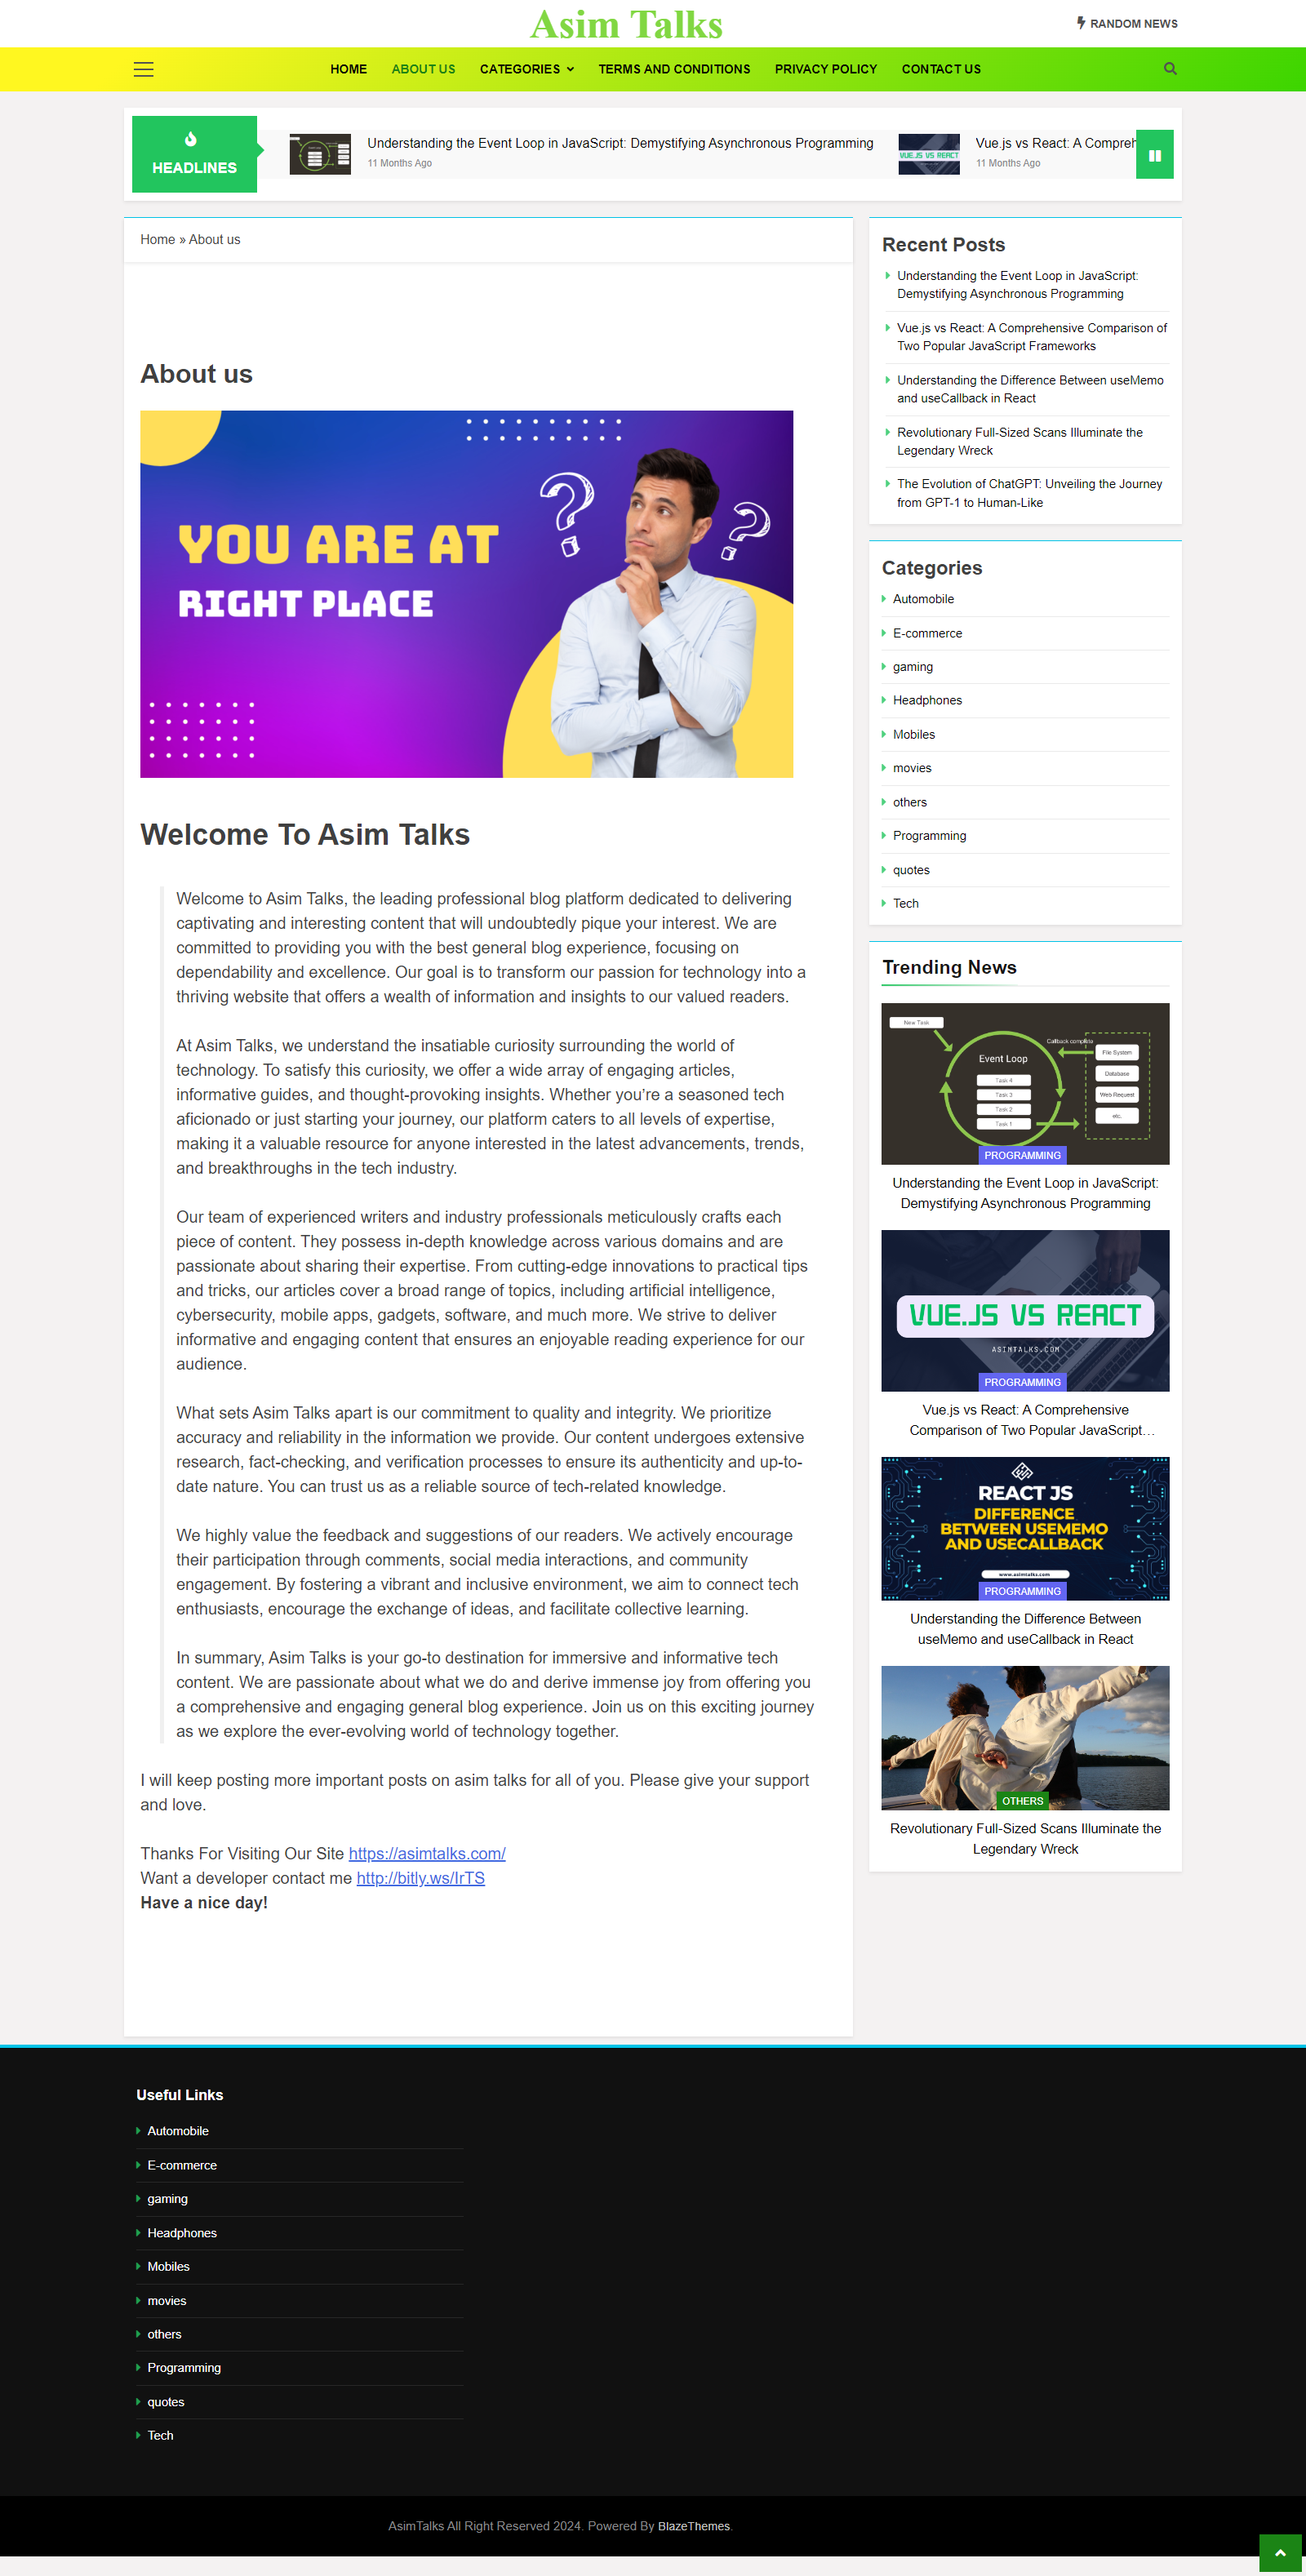 Asim Talks
RANDOM NEWS
HOME
ABOUT US
CATEGORIES
TERMS AND CONDITIONS
PRIVACY POLICY
CONTACT US
HEADLINES
Understanding the Event Loop in JavaScript: Demystifying Asynchronous Programming
11 Months Ago
VUE.JS VS REACT
Vue.js vs React: A Compreh
11 Months Ago
Home » About us
About us
YOU ARE AT
RIGHT PLACE
Welcome To Asim Talks
Welcome to Asim Talks, the leading professional blog platform dedicated to delivering
captivating and interesting content that will undoubtedly pique your interest. We are
committed to providing you with the best general blog experience, focusing on
dependability and excellence. Our goal is to transform our passion for technology into a
thriving website that offers a wealth of information and insights to our valued readers.
At Asim Talks, we understand the insatiable curiosity surrounding the world of
technology. To satisfy this curiosity, we offer a wide array of engaging articles,
informative guides, and thought-provoking insights. Whether you’re a seasoned tech
aficionado or just starting your journey, our platform caters to all levels of expertise,
making it a valuable resource for anyone interested in the latest advancements, trends,
and breakthroughs in the tech industry.
Our team of experienced writers and industry professionals meticulously crafts each
piece of content. They possess in-depth knowledge across various domains and are
passionate about sharing their expertise. From cutting-edge innovations to practical tips
and tricks, our articles cover a broad range of topics, including artificial intelligence,
cybersecurity, mobile apps, gadgets, software, and much more. We strive to deliver
informative and engaging content that ensures an enjoyable reading experience for our
audience.
What sets Asim Talks apart is our commitment to quality and integrity. We prioritize
accuracy and reliability in the information we provide. Our content undergoes extensive
research, fact-checking, and verification processes to ensure its authenticity and up-to-
date nature. You can trust us as a reliable source of tech-related knowledge.
We highly value the feedback and suggestions of our readers. We actively encourage
their participation through comments, social media interactions, and community
engagement. By fostering a vibrant and inclusive environment, we aim to connect tech
enthusiasts, encourage the exchange of ideas, and facilitate collective learning.
In summary, Asim Talks is your go-to destination for immersive and informative tech
content. We are passionate about what we do and derive immense joy from offering you
a comprehensive and engaging general blog experience. Join us on this exciting journey
as we explore the ever-evolving world of technology together.
I will keep posting more important posts on asim talks for all of you. Please give your support
and love.
Thanks For Visiting Our Site https://asimtalks.com/
Want a developer contact me http://bitly.ws/IrTS
Have a nice day!
Recent Posts
Understanding the Event Loop in JavaScript:
Demystifying Asynchronous Programming
Vue.js vs React: A Comprehensive Comparison of
Two Popular JavaScript Frameworks
Understanding the Difference Between useMemo
and useCallback in React
Revolutionary Full-Sized Scans Illuminate the
Legendary Wreck
The Evolution of ChatGPT: Unveiling the Journey
from GPT-1 to Human-Like
Categories
Automobile
E-commerce
gaming
Headphones
Mobiles
movies
others
Programming
quotes
Tech
Trending News
New Task
Event Loop
Callback complete
Task 4
Task 3
Task 2
Task 1
File System
Database
Web Request
etc.
PROGRAMMING
Understanding the Event Loop in JavaScript:
Demystifying Asynchronous Programming
VUE.JS VS REACT
ASIMTALKS.COM
PROGRAMMING
Vue.js vs React: A Comprehensive
Comparison of Two Popular JavaScript…
REACT JS
DIFFERENCE
BETWEEN USEMEMO
AND USECALLBACK
www.asimtalks.com
PROGRAMMING
Understanding the Difference Between
useMemo and useCallback in React
OTHERS
Revolutionary Full-Sized Scans Illuminate the
Legendary Wreck
Useful Links
Automobile
E-commerce
gaming
Headphones
Mobiles
movies
others
Programming
quotes
Tech
AsimTalks All Right Reserved 2024. Powered By BlazeThemes.